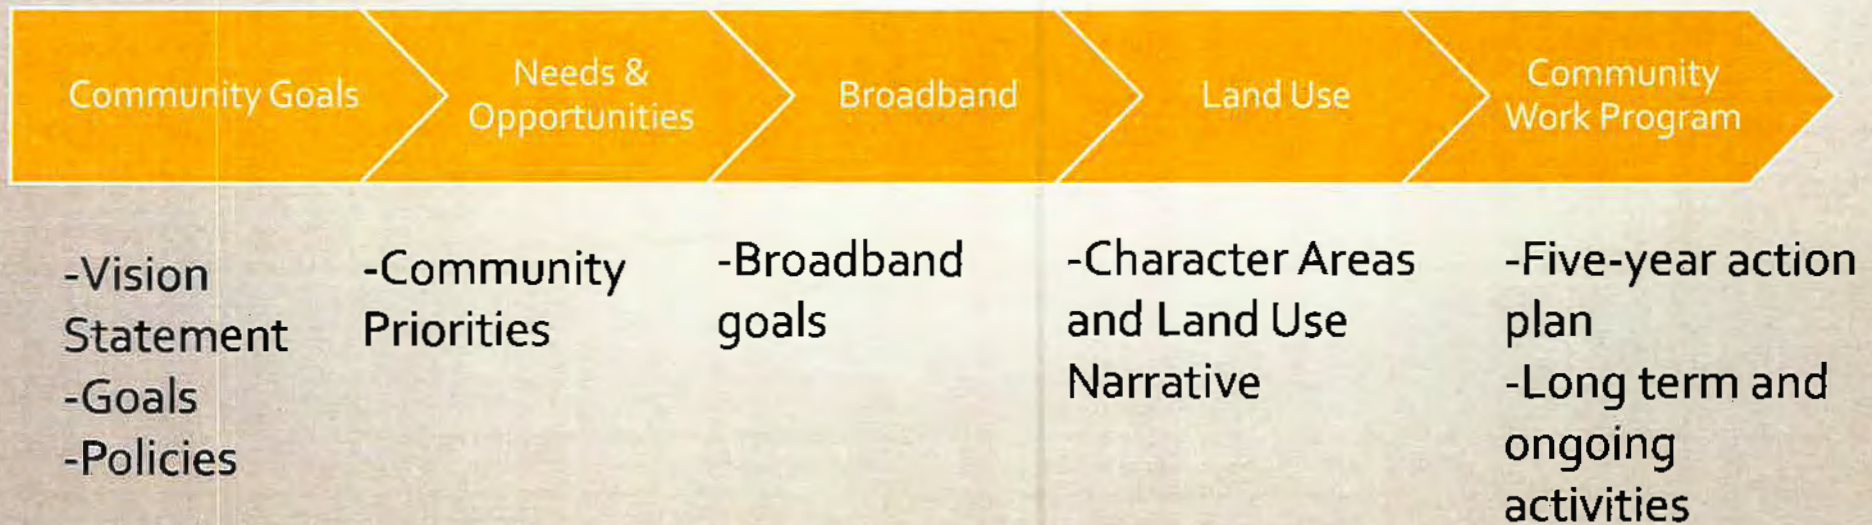 Community Goals
Needs &
Opportunities
Broadband
Land Use
Community
Work Program
-Vision
Statement
-Goals
-Policies
-Community
Priorities
-Broadband
goals
-Character Areas
and Land Use
Narrative
-Five-year action
plan
-Long term and
ongoing
activities